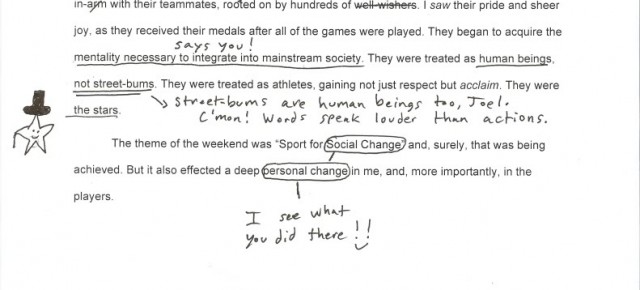 in-arm with their teammates, rooted on by hundreds of well-wishers. I saw their pride and sheer
joy, as they received their medals after all of the games were played. They began to acquire the
says you!
mentality necessary to integrate into mainstream society. They were treated as human beings,
not street-bums. They were treated as athletes, gaining not just respect but acclaim. They were
the stars.
street-bums are human beings too, Joel.
C'mon! Words speak louder than actions.
The theme of the weekend was "Sport for Social Change" and, surely, that was being
achieved. But it also effected a deep personal change in me, and, more importantly, in the
players.
I see what
you did there!!